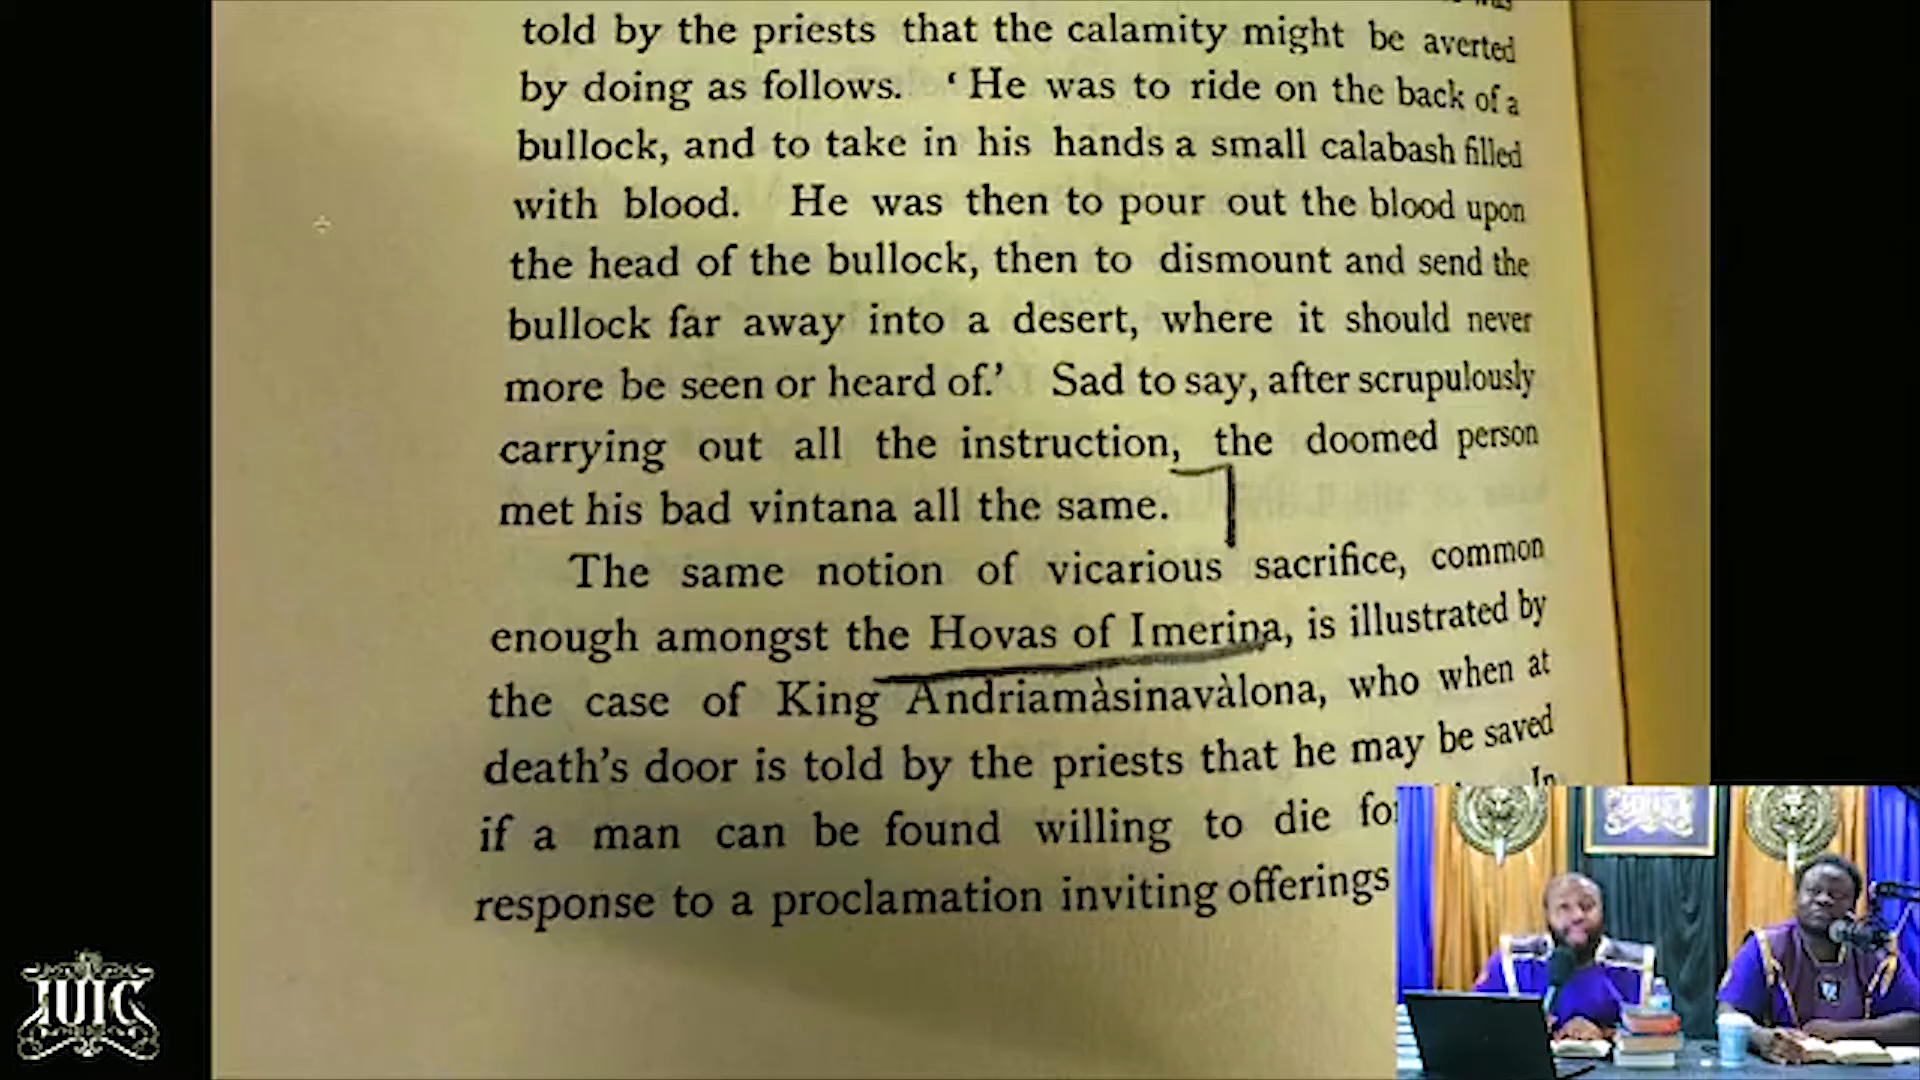 told by the priests that the calamity might be averted
by doing as follows. ‘He was to ride on the back of a
bullock, and to take in his hands a small calabash filled
with blood. He was then to pour out the blood upon
the head of the bullock, then to dismount and send the
bullock far away into a desert, where it should never
more be seen or heard of.’ Sad to say, after scrupulously
carrying out all the instruction, the doomed person
met his bad vintana all the same.
The same notion of vicarious sacrifice, common
enough amongst the Hovas of Imerina, is illustrated by
the case of King Andriamàsinavàlona, who when at
death’s door is told by the priests that he may be saved
if a man can be found willing to die for In
response to a proclamation inviting offerings
IUIC